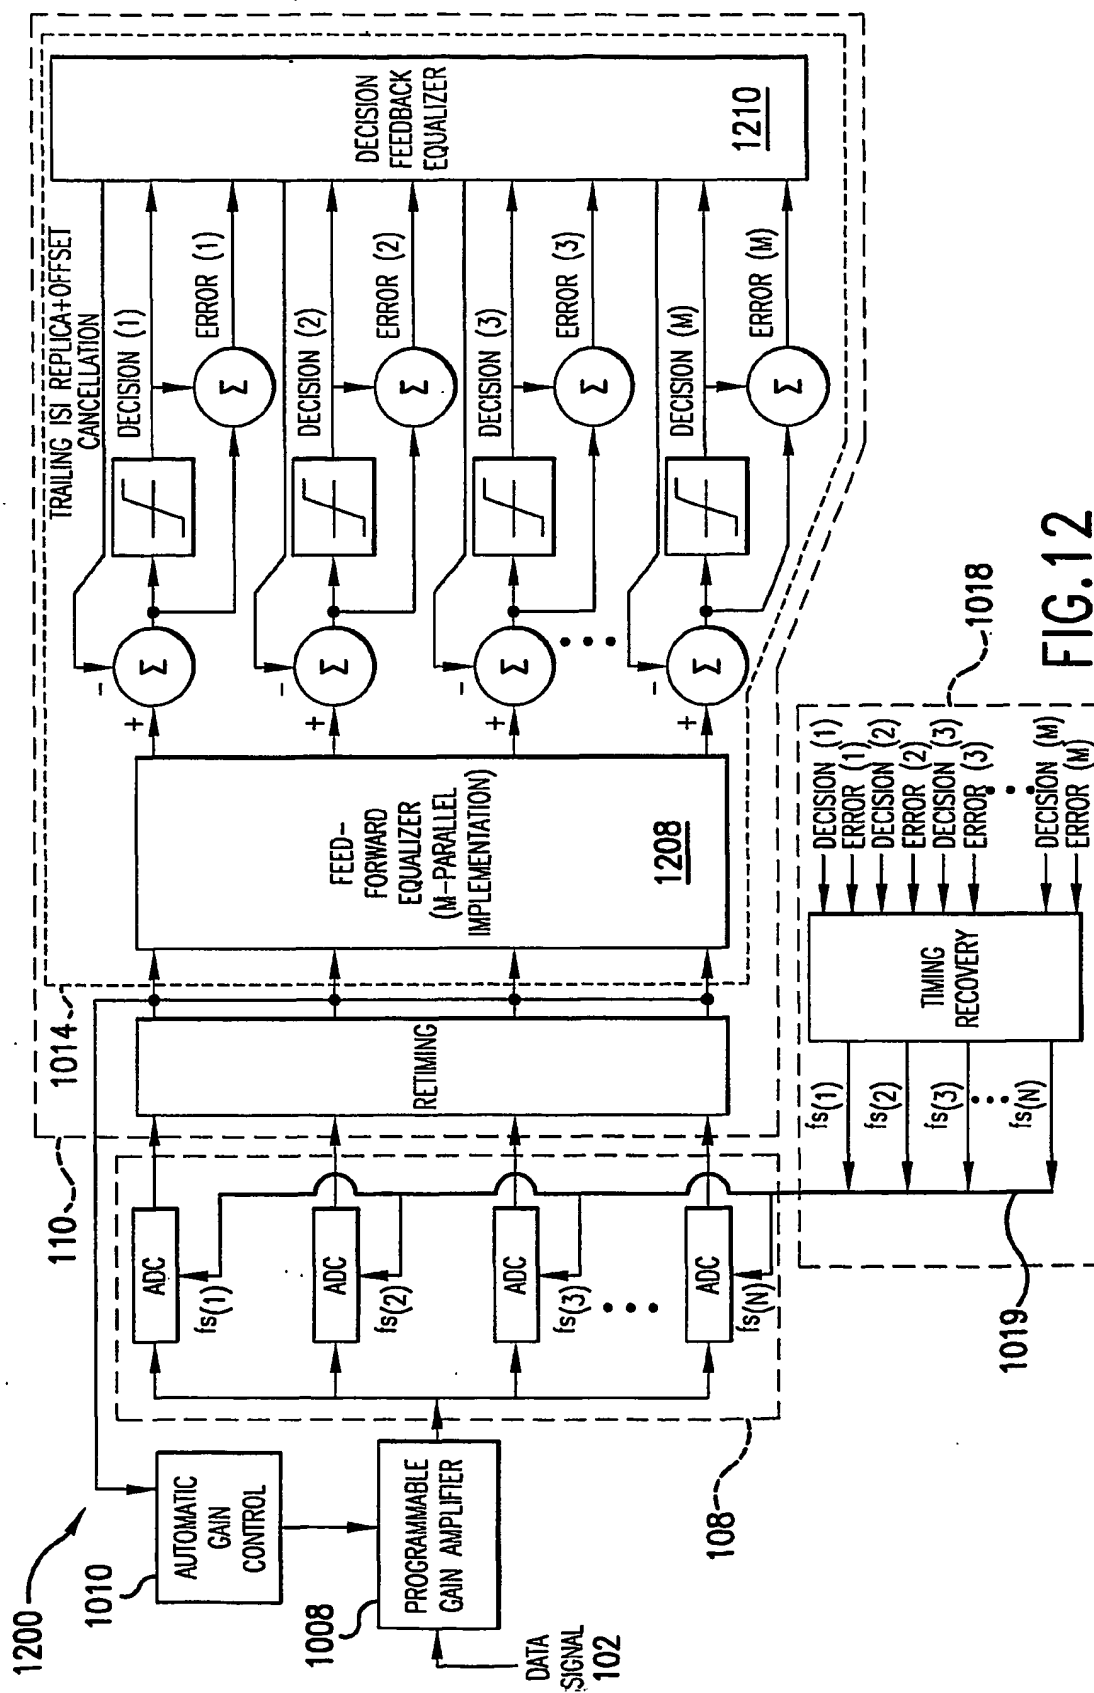 1200
1010
AUTOMATIC
GAIN
CONTROL
1008
PROGRAMMABLE
GAIN AMPLIFIER
DATA
SIGNAL
102
108
ADC
fs(1)
ADC
fs(2)
ADC
fs(3)
ADC
fs(N)
110
1014
RETIMING
FEED-
FORWARD
EQUALIZER
(M-PARALLEL
IMPLEMENTATION)
1208
+
-
Σ
+
-
Σ
+
-
Σ
+
-
Σ
TRAILING ISI REPLICA+OFFSET
CANCELLATION
DECISION (1)
Σ
ERROR (1)
DECISION (2)
Σ
ERROR (2)
DECISION (3)
Σ
ERROR (3)
DECISION (M)
Σ
ERROR (M)
DECISION
FEEDBACK
EQUALIZER
1210
1019
fs(1)
fs(2)
fs(3)
fs(N)
TIMING
RECOVERY
DECISION (1)
ERROR (1)
DECISION (2)
ERROR (2)
DECISION (3)
ERROR (3)
DECISION (M)
ERROR (M)
1018
FIG.12